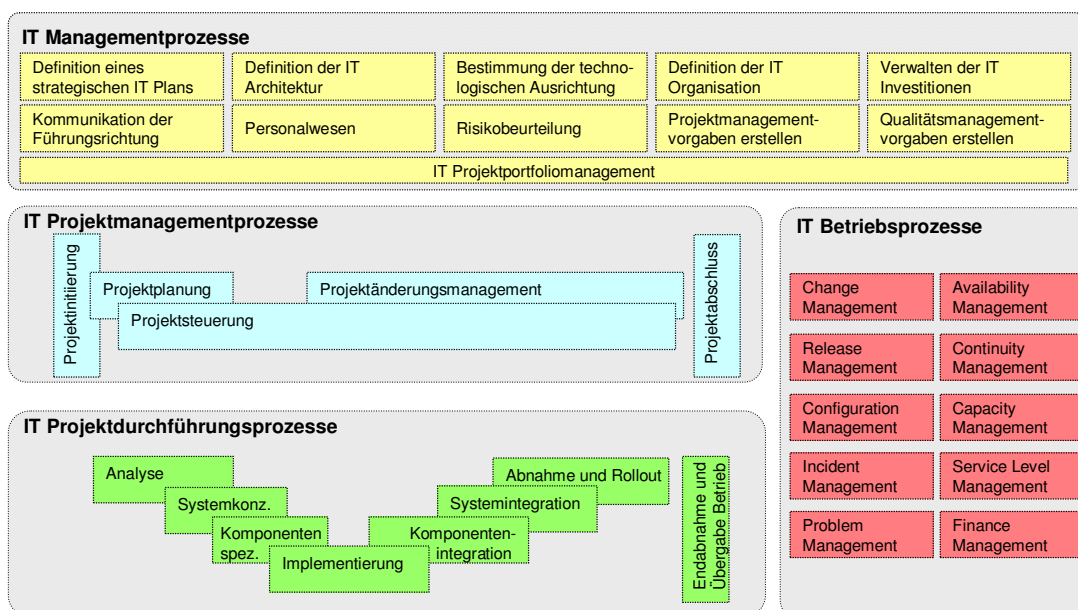 IT Managementprozesse
Definition eines
strategischen IT Plans
Definition der IT
Architektur
Bestimmung der techno-
logischen Ausrichtung
Definition der IT
Organisation
Verwalten der IT
Investitionen
Kommunikation der
Führungsrichtung
Personalwesen
Risikobeurteilung
Projektmanagement-
vorgaben erstellen
Qualitätsmanagement-
vorgaben erstellen
IT Projektportfoliomanagement
IT Projektmanagementprozesse
Projektinitiierung
Projektplanung
Projektänderungsmanagement
Projektsteuerung
Projektabschluss
IT Projektdurchführungsprozesse
Analyse
Systemkonz.
Komponenten
spez.
Implementierung
Komponenten-
integration
Systemintegration
Abnahme und Rollout
Endabnahme und
Übergabe Betrieb
IT Betriebsprozesse
Change
Management
Availability
Management
Release
Management
Continuity
Management
Configuration
Management
Capacity
Management
Incident
Management
Service Level
Management
Problem
Management
Finance
Management